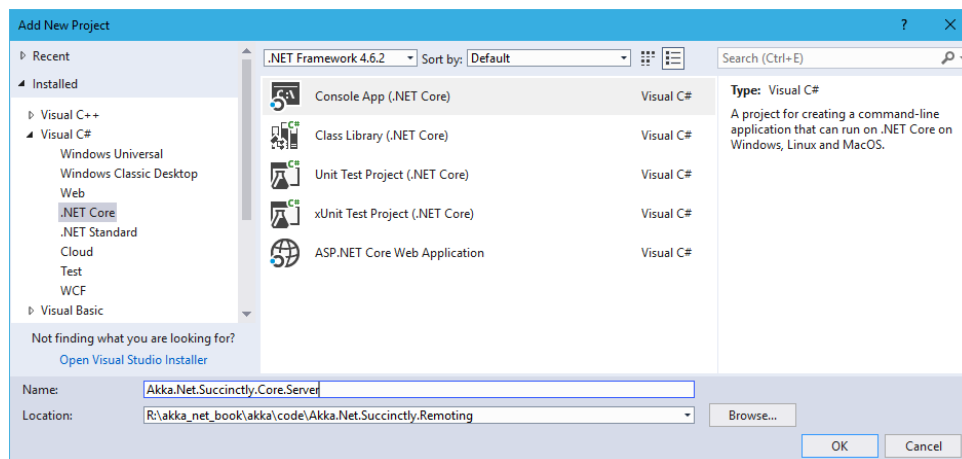 Add New Project
? ✕
Recent
Installed
Visual C++
Visual C#
Windows Universal
Windows Classic Desktop
Web
.NET Core
.NET Standard
Cloud
Test
WCF
Visual Basic
Not finding what you are looking for?
Open Visual Studio Installer
.NET Framework 4.6.2 Sort by: Default
C:\ Console App (.NET Core) Visual C#
C# Class Library (.NET Core) Visual C#
C# Unit Test Project (.NET Core) Visual C#
C# xUnit Test Project (.NET Core) Visual C#
ASP.NET Core Web Application Visual C#
Search (Ctrl+E)
Type: Visual C#
A project for creating a command-line
application that can run on .NET Core on
Windows, Linux and MacOS.
Name: Akka.Net.Succinctly.Core.Server
Location: R:\akka_net_book\akka\code\Akka.Net.Succinctly.Remoting Browse...
OK Cancel